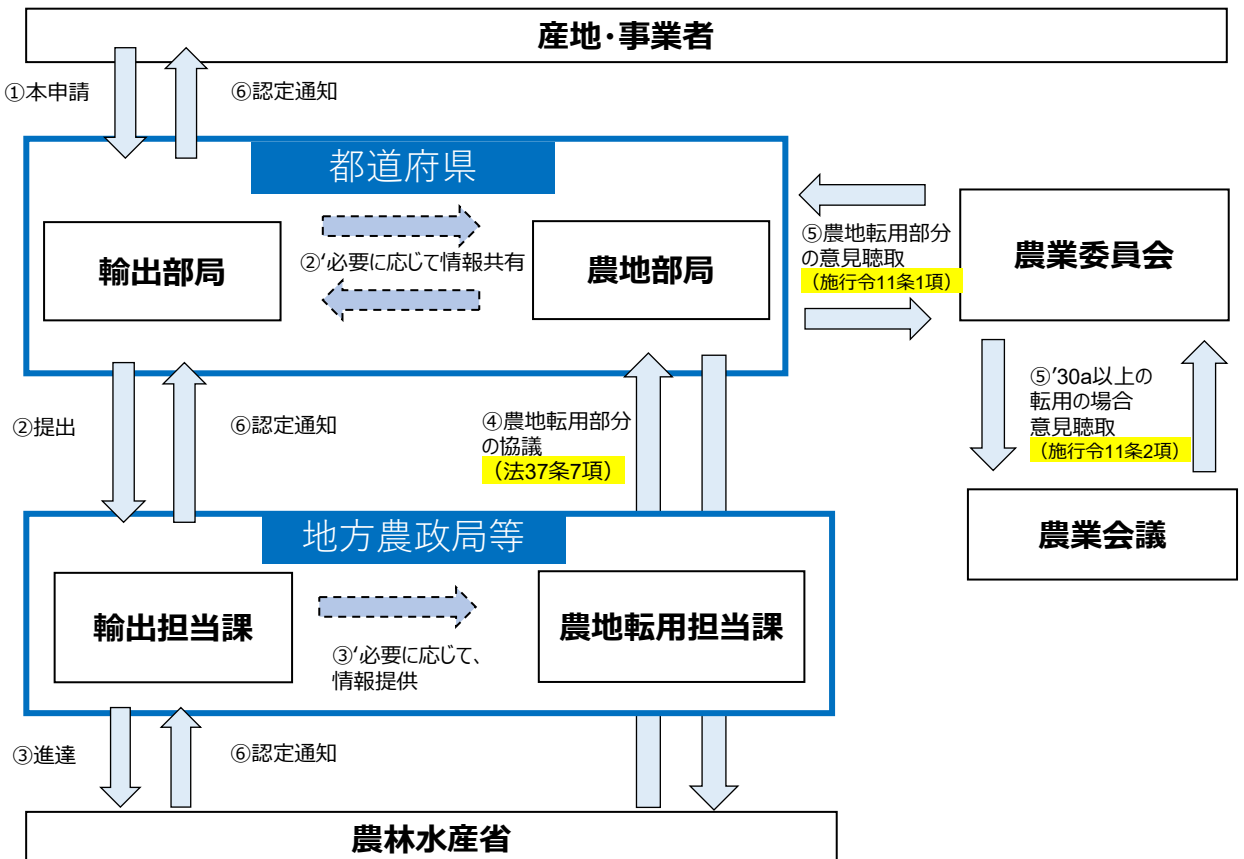 産地・事業者
①本申請
⑥認定通知
都道府県
輸出部局
②‘必要に応じて情報共有
農地部局
⑤農地転用部分
の意見聴取
（施行令11条1項）
農業委員会
②提出
⑥認定通知
④農地転用部分
の協議
（法37条7項）
⑤’30a以上の
転用の場合
意見聴取
（施行令11条2項）
農業会議
地方農政局等
輸出担当課
③‘必要に応じて、
情報提供
農地転用担当課
③進達
⑥認定通知
農林水産省